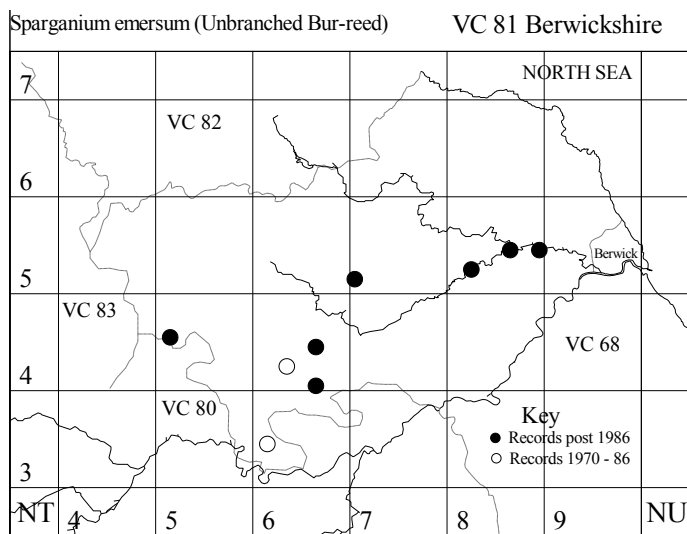 Sparganium emersum (Unbranched Bur-reed) VC 81 Berwickshire
NORTH SEA
7
VC 82
6
Berwick
5
VC 83
VC 68
4
VC 80
Key
Records post 1986
Records 1970 - 86
3
NT 4 5 6 7 8 9 NU